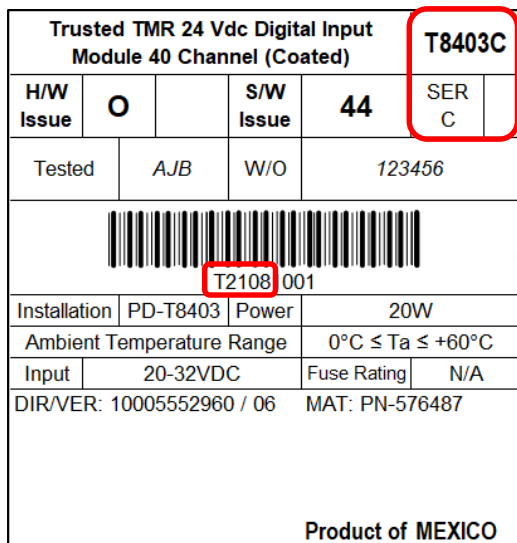 Trusted TMR 24 Vdc Digital Input
Module 40 Channel (Coated)
T8403C
H/W
Issue
O
S/W
Issue
44
SER
C
Tested
AJB
W/O
123456
T21081001
Installation
PD-T8403
Power
20W
Ambient Temperature Range
0°C ≤ Ta ≤ +60°C
Input
20-32VDC
Fuse Rating
N/A
DIR/VER: 10005552960 / 06
MAT: PN-576487
Product of MEXICO